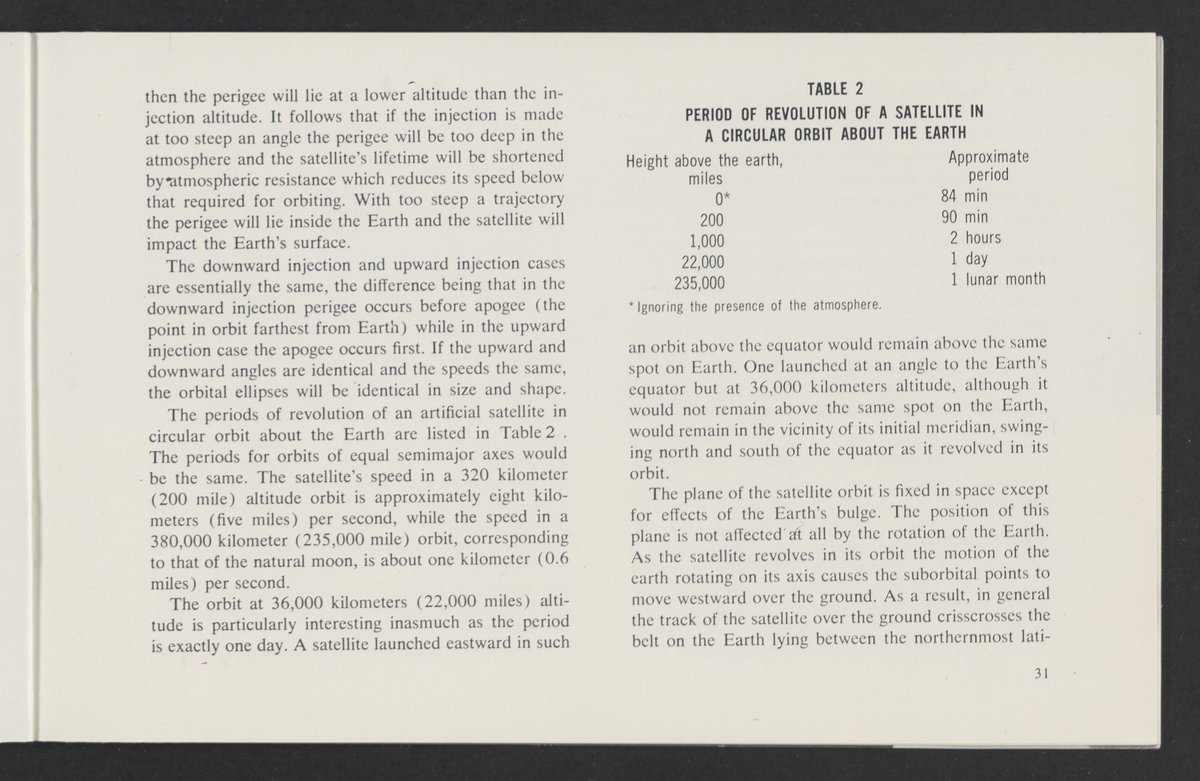 then the perigee will lie at a lower altitude than the in-
jection altitude. It follows that if the injection is made
at too steep an angle the perigee will be too deep in the
atmosphere and the satellite's lifetime will be shortened
by atmospheric resistance which reduces its speed below
that required for orbiting. With too steep a trajectory
the perigee will lie inside the Earth and the satellite will
impact the Earth's surface.
The downward injection and upward injection cases
are essentially the same, the difference being that in the
downward injection perigee occurs before apogee (the
point in orbit farthest from Earth) while in the upward
injection case the apogee occurs first. If the upward and
downward angles are identical and the speeds the same,
the orbital ellipses will be identical in size and shape.
The periods of revolution of an artificial satellite in
circular orbit about the Earth are listed in Table 2 .
The periods for orbits of equal semimajor axes would
be the same. The satellite's speed in a 320 kilometer
(200 mile) altitude orbit is approximately eight kilo-
meters (five miles) per second, while the speed in a
380,000 kilometer (235,000 mile) orbit, corresponding
to that of the natural moon, is about one kilometer (0.6
miles) per second.
The orbit at 36,000 kilometers (22,000 miles) alti-
tude is particularly interesting inasmuch as the period
is exactly one day. A satellite launched eastward in such
TABLE 2
PERIOD OF REVOLUTION OF A SATELLITE IN
A CIRCULAR ORBIT ABOUT THE EARTH
Height above the earth, Approximate
miles period
0* 84 min
200 90 min
1,000 2 hours
22,000 1 day
235,000 1 lunar month
* Ignoring the presence of the atmosphere.
an orbit above the equator would remain above the same
spot on Earth. One launched at an angle to the Earth's
equator but at 36,000 kilometers altitude, although it
would not remain above the same spot on the Earth,
would remain in the vicinity of its initial meridian, swing-
ing north and south of the equator as it revolved in its
orbit.
The plane of the satellite orbit is fixed in space except
for effects of the Earth's bulge. The position of this
plane is not affected at all by the rotation of the Earth.
As the satellite revolves in its orbit the motion of the
earth rotating on its axis causes the suborbital points to
move westward over the ground. As a result, in general
the track of the satellite over the ground crisscrosses the
belt on the Earth lying between the northernmost lati-
31